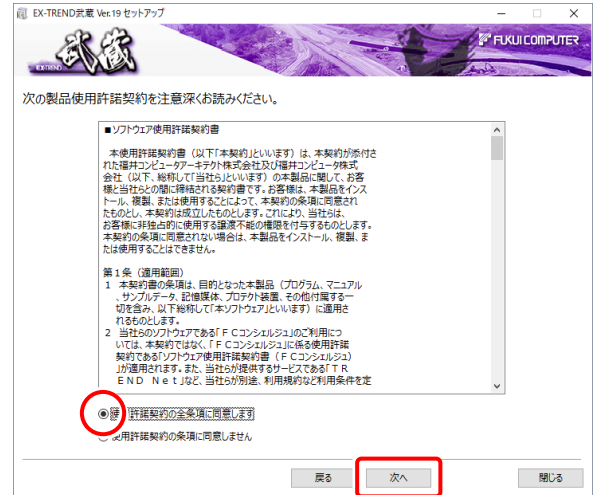 EX-TREND武蔵 Ver.19 セットアップ
EX-TREND
武蔵
FUKUI COMPUTER
次の製品使用許諾契約を注意深くお読みください。
■ソフトウェア使用許諾契約書
本使用許諾契約書（以下「本契約」といいます）は、本契約が添付さ
れた福井コンピュータアーキテクト株式会社及び福井コンピュータ株式
会社（以下、総称して「当社ら」といいます）の本製品に関して、お客
様と当社らとの間に締結される契約書です。お客様は、本製品をインス
トール、複製、または使用することによって、本契約の条項に同意され
たものとし、本契約は成立したものとします。これにより、当社らは、
お客様に非独占的に使用する譲渡不能の権限を付与するものとします。
本契約の条項に同意されない場合は、本製品をインストール、複製、ま
たは使用することはできません。
第１条（適用範囲）
１　本契約書の条項は、目的となった本製品（プログラム、マニュアル
、サンプルデータ、記憶媒体、プロテクト装置、その他付属する一
切を含み、以下総称して「本ソフトウェア」といいます）に適用さ
れるものとします。
２　当社らのソフトウェアである「ＦＣコンシェルジュ」のご利用につ
いては、本契約ではなく、「ＦＣコンシェルジュ」に係る使用許諾
契約である「ソフトウェア使用許諾契約書（ＦＣコンシェルジュ）
」が適用されます。また、当社らが提供するサービスである「ＴＲ
ＥＮＤ　Ｎｅｔ」など、当社らが別途、利用規約など利用条件を定
許諾契約の全条項に同意します
使用許諾契約の条項に同意しません
戻る
次へ
閉じる